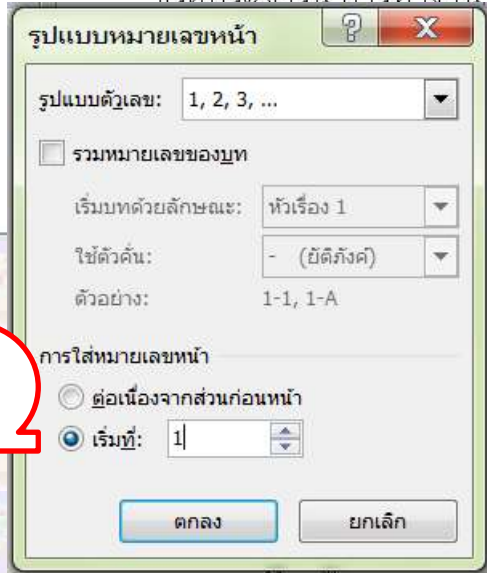 รูปแบบหมายเลขหน้า
รูปแบบตัวเลข: 1, 2, 3, ...
รวมหมายเลขของบท
เริ่มบทด้วยลักษณะ: หัวเรื่อง 1
ใช้ตัวคั่น: - (ยัติภังค์)
ตัวอย่าง: 1-1, 1-A
การใส่หมายเลขหน้า
ต่อเนื่องจากส่วนก่อนหน้า
เริ่มที่: 1
ตกลง ยกเลิก